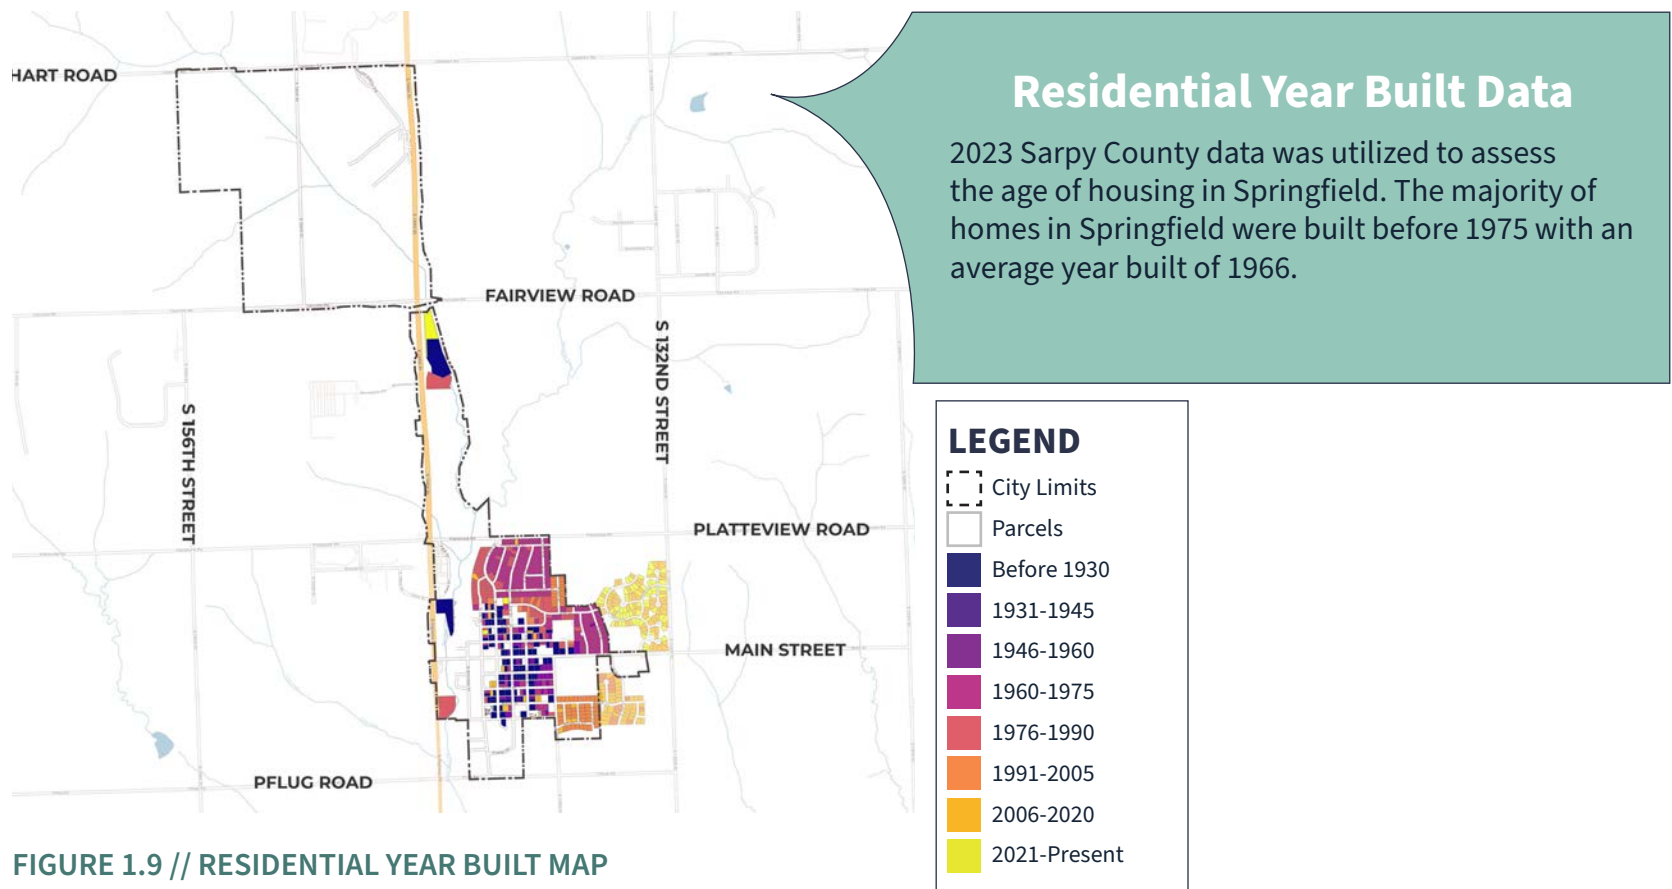 HART ROAD
FAIRVIEW ROAD
S 132ND STREET
S 156TH STREET
PLATTEVIEW ROAD
MAIN STREET
PFLUG ROAD
Residential Year Built Data
2023 Sarpy County data was utilized to assess
the age of housing in Springfield. The majority of
homes in Springfield were built before 1975 with an
average year built of 1966.
LEGEND
City Limits
Parcels
Before 1930
1931-1945
1946-1960
1960-1975
1976-1990
1991-2005
2006-2020
2021-Present
FIGURE 1.9 // RESIDENTIAL YEAR BUILT MAP